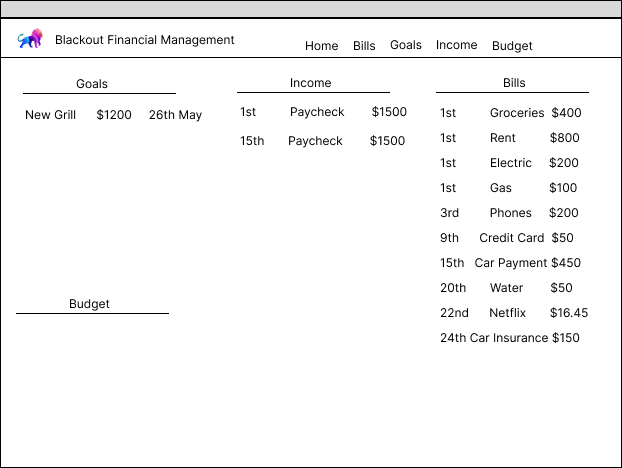 Blackout Financial Management
Home Bills Goals Income Budget
Goals
New Grill $1200 26th May
Budget
Income
1st Paycheck $1500
15th Paycheck $1500
Bills
1st Groceries $400
1st Rent $800
1st Electric $200
1st Gas $100
3rd Phones $200
9th Credit Card $50
15th Car Payment $450
20th Water $50
22nd Netflix $16.45
24th Car Insurance $150